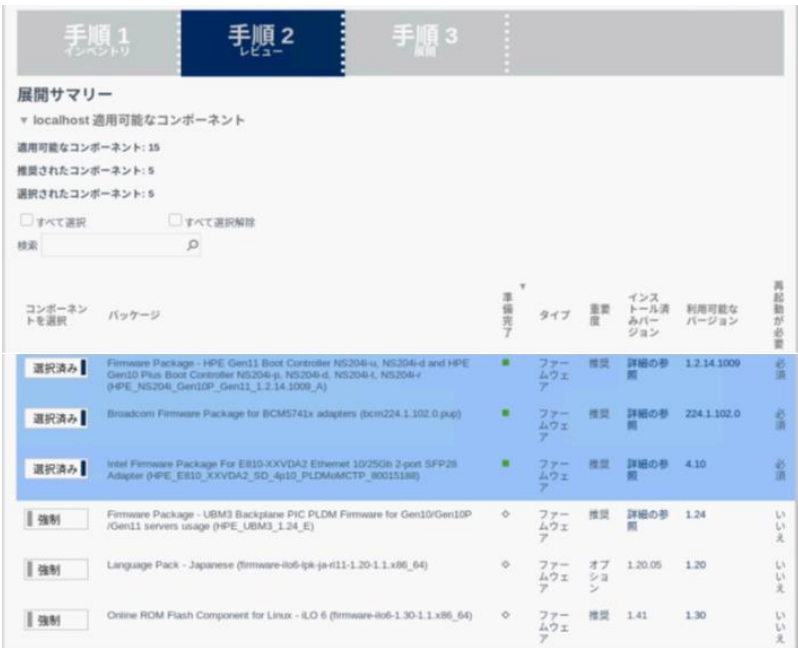 手順 1
インベントリ
手順 2
レビュー
手順 3
展開
展開サマリー
▼ localhost 適用可能なコンポーネント
適用可能なコンポーネント: 15
推奨されたコンポーネント: 5
選択されたコンポーネント: 5
すべて選択
すべて選択解除
検索
コンポーネン
トを選択
パッケージ
準備完了
▼
タイプ
重要
度
インス
トール済
みバー
ジョン
利用可能な
バージョン
再起動が必要
選択済み
Firmware Package - HPE Gen11 Boot Controller NS204i-u, NS204i-d and HPE
Gen10 Plus Boot Controller NS204i-p, NS204i-d, NS204i-t, NS204i-r
(HPE_NS204i_Gen10P_Gen11_1.2.14.1009_A)
ファー
ムウェ
ア
推奨
詳細の参
照
1.2.14.1009
必須
選択済み
Broadcom Firmware Package for BCM5741x adapters (bcm224.1.102.0.pup)
ファー
ムウェ
ア
推奨
詳細の参
照
224.1.102.0
必須
選択済み
Intel Firmware Package For E810-XXVDA2 Ethernet 10/25Gb 2-port SFP28
Adapter (HPE_E810_XXVDA2_SD_4p10_PLDMoMCTP_80015188)
ファー
ムウェ
ア
推奨
詳細の参
照
4.10
必須
強制
Firmware Package - UBM3 Backplane PIC PLDM Firmware for Gen10/Gen10P
/Gen11 servers usage (HPE_UBM3_1.24_E)
ファー
ムウェ
ア
推奨
詳細の参
照
1.24
いいえ
強制
Language Pack - Japanese (firmware-ilo6-lpk-ja-ri11-1.20-1.1.x86_64)
ファー
ムウェ
ア
オプ
ショ
ン
1.20.05
1.20
いいえ
強制
Online ROM Flash Component for Linux - iLO 6 (firmware-ilo6-1.30-1.1.x86_64)
ファー
ムウェ
ア
推奨
1.41
1.30
いいえ